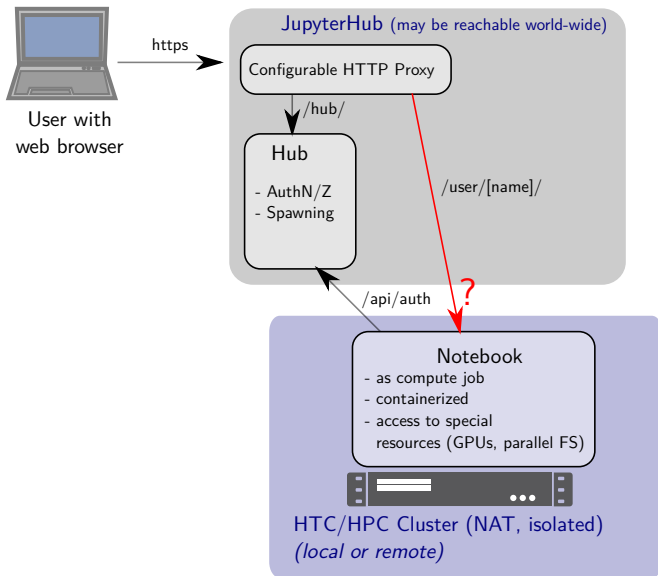 JupyterHub (may be reachable world-wide)
https
Configurable HTTP Proxy
User with
web browser
/hub/
Hub
- AuthN/Z
- Spawning
/user/[name]/
/api/auth
?
Notebook
- as compute job
- containerized
- access to special
resources (GPUs, parallel FS)
HTC/HPC Cluster (NAT, isolated)
(local or remote)